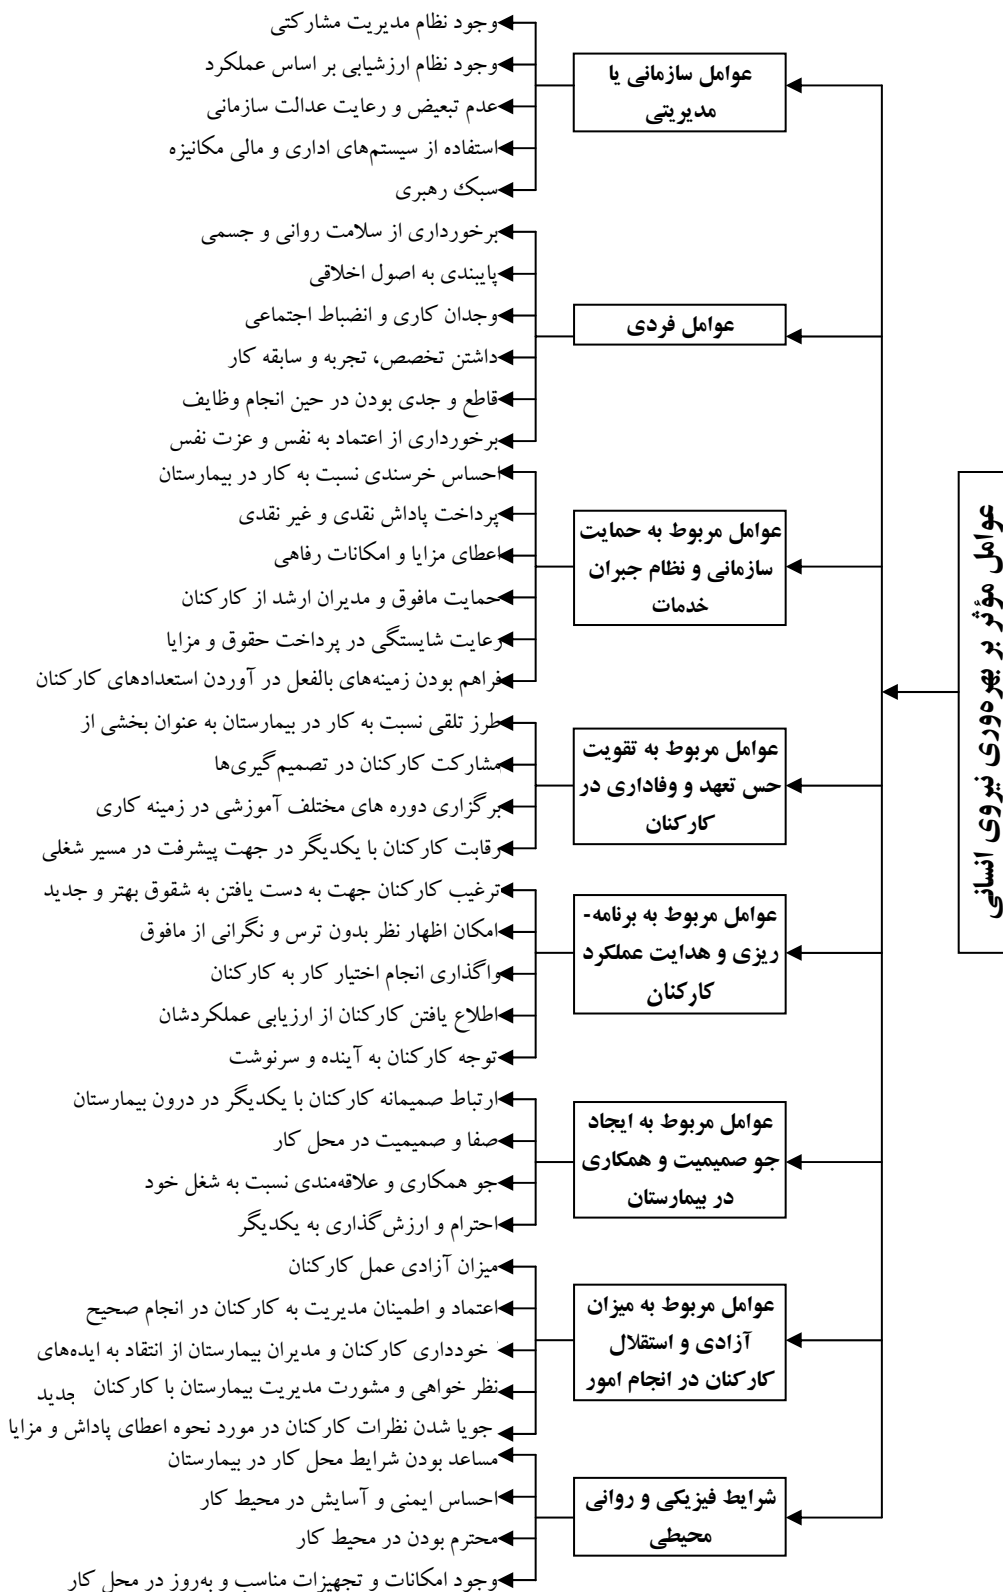 عوامل مؤثر بر بهره‌وری نیروی انسانی
عوامل سازمانی یا
مدیریتی
وجود نظام مدیریت مشارکتی
وجود نظام ارزشیابی بر اساس عملکرد
عدم تبعیض و رعایت عدالت سازمانی
استفاده از سیستم‌های اداری و مالی مکانیزه
سبک رهبری
عوامل فردی
برخورداری از سلامت روانی و جسمی
پایبندی به اصول اخلاقی
وجدان کاری و انضباط اجتماعی
داشتن تخصص، تجربه و سابقه کار
قاطع و جدی بودن در حین انجام وظایف
برخورداری از اعتماد به نفس و عزت نفس
عوامل مربوط به حمایت
سازمانی و نظام جبران
خدمات
احساس خرسندی نسبت به کار در بیمارستان
پرداخت پاداش نقدی و غیر نقدی
اعطای مزایا و امکانات رفاهی
حمایت مافوق و مدیران ارشد از کارکنان
رعایت شایستگی در پرداخت حقوق و مزایا
فراهم بودن زمینه‌های بالفعل در آوردن استعدادهای کارکنان
عوامل مربوط به تقویت
حس تعهد و وفاداری در
کارکنان
طرز تلقی نسبت به کار در بیمارستان به عنوان بخشی از
مشارکت کارکنان در تصمیم‌گیری‌ها
برگزاری دوره های مختلف آموزشی در زمینه کاری
رقابت کارکنان با یکدیگر در جهت پیشرفت در مسیر شغلی
عوامل مربوط به برنامه-
ریزی و هدایت عملکرد
کارکنان
ترغیب کارکنان جهت به دست یافتن به شقوق بهتر و جدید
امکان اظهار نظر بدون ترس و نگرانی از مافوق
واگذاری انجام اختیار کار به کارکنان
اطلاع یافتن کارکنان از ارزیابی عملکردشان
توجه کارکنان به آینده و سرنوشت
عوامل مربوط به ایجاد
جو صمیمیت و همکاری
در بیمارستان
ارتباط صمیمانه کارکنان با یکدیگر در درون بیمارستان
صفا و صمیمیت در محل کار
جو همکاری و علاقه‌مندی نسبت به شغل خود
احترام و ارزش گذاری به یکدیگر
عوامل مربوط به میزان
آزادی و استقلال
کارکنان در انجام امور
میزان آزادی عمل کارکنان
اعتماد و اطمینان مدیریت به کارکنان در انجام صحیح
خودداری کارکنان و مدیران بیمارستان از انتقاد به ایده‌های
جدید
نظر خواهی و مشورت مدیریت بیمارستان با کارکنان
جویا شدن نظرات کارکنان در مورد نحوه اعطای پاداش و مزایا
شرایط فیزیکی و روانی
محیطی
مساعد بودن شرایط محل کار در بیمارستان
احساس ایمنی و آسایش در محیط کار
محترم بودن در محیط کار
وجود امکانات و تجهیزات مناسب و به‌روز در محل کار